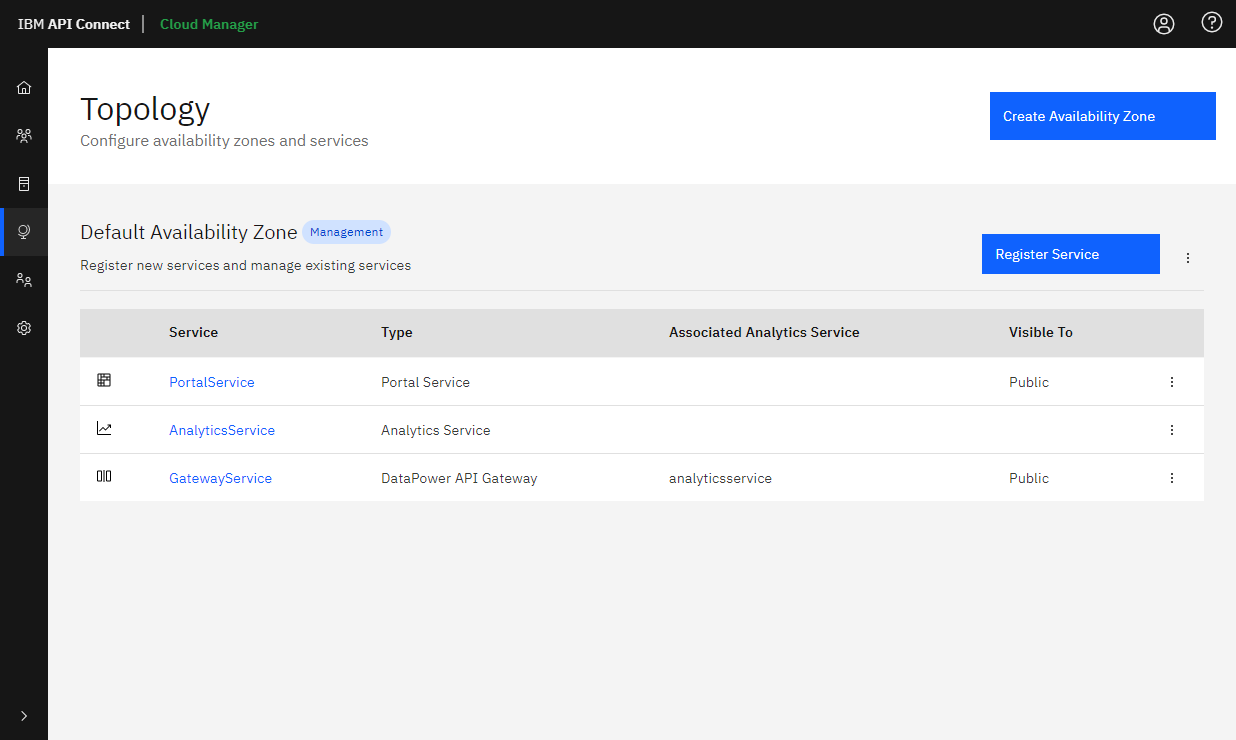 IBM API Connect | Cloud Manager
Topology
Configure availability zones and services
Create Availability Zone
Default Availability Zone Management
Register new services and manage existing services
Register Service
Service Type Associated Analytics Service Visible To
PortalService Portal Service Public
AnalyticsService Analytics Service
GatewayService DataPower API Gateway analyticsservice Public